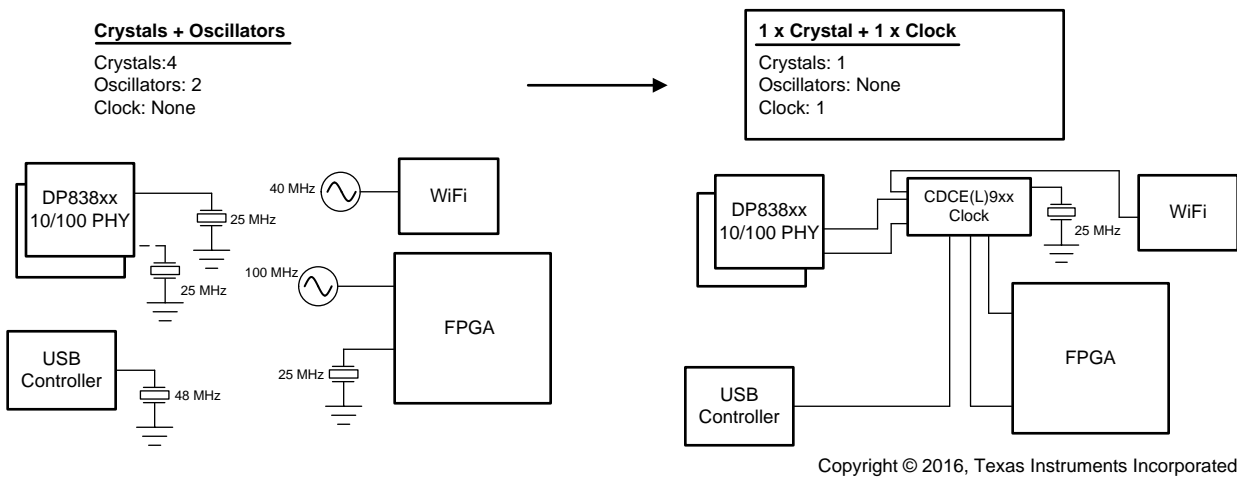 Crystals + Oscillators
Crystals:4
Oscillators: 2
Clock: None
1 x Crystal + 1 x Clock
Crystals: 1
Oscillators: None
Clock: 1
DP838xx
10/100 PHY
25 MHz
25 MHz
40 MHz
WiFi
100 MHz
FPGA
25 MHz
USB
Controller
48 MHz
DP838xx
10/100 PHY
CDCE(L)9xx
Clock
25 MHz
WiFi
FPGA
USB
Controller
Copyright © 2016, Texas Instruments Incorporated